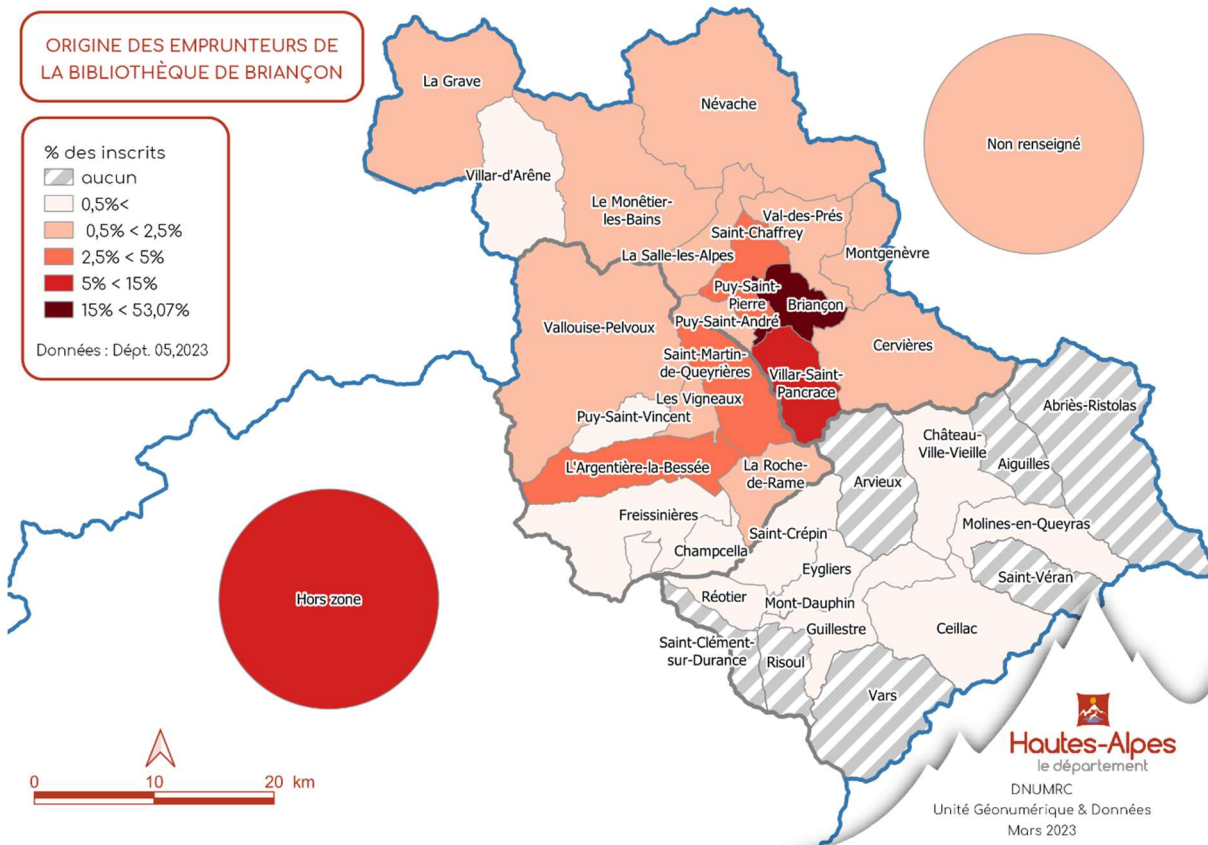 ORIGINE DES EMPRUNTEURS DE
LA BIBLIOTHÈQUE DE BRIANÇON
% des inscrits
aucun
0,5%<
0,5% < 2,5%
2,5% < 5%
5% < 15%
15% < 53,07%
Données : Dépt. 05,2023
La Grave
Névache
Non renseigné
Villar-d'Arêne
Le Monêtier-
les-Bains
Val-des-Prés
Saint-Chaffrey
La Salle-les-Alpes
Montgenèvre
Puy-Saint-
Pierre
Briançon
Puy-Saint-André
Vallouise-Pelvoux
Cervières
Saint-Martin-
de-Queyrières
Villar-Saint-
Pancrace
Les Vigneaux
Puy-Saint-Vincent
Abriès-Ristolas
Château-
Ville-Vieille
Aiguilles
L'Argentière-la-Bessée
La Roche-
de-Rame
Arvieux
Freissinières
Saint-Crépin
Molines-en-Queyras
Champcella
Eygliers
Saint-Véran
Hors zone
Réotier
Mont-Dauphin
Guillestre
Ceillac
Saint-Clément-
sur-Durance
Risoul
Vars
0 10 20 km
Hautes-Alpes
le département
DNUMRC
Unité Géonumérique & Données
Mars 2023